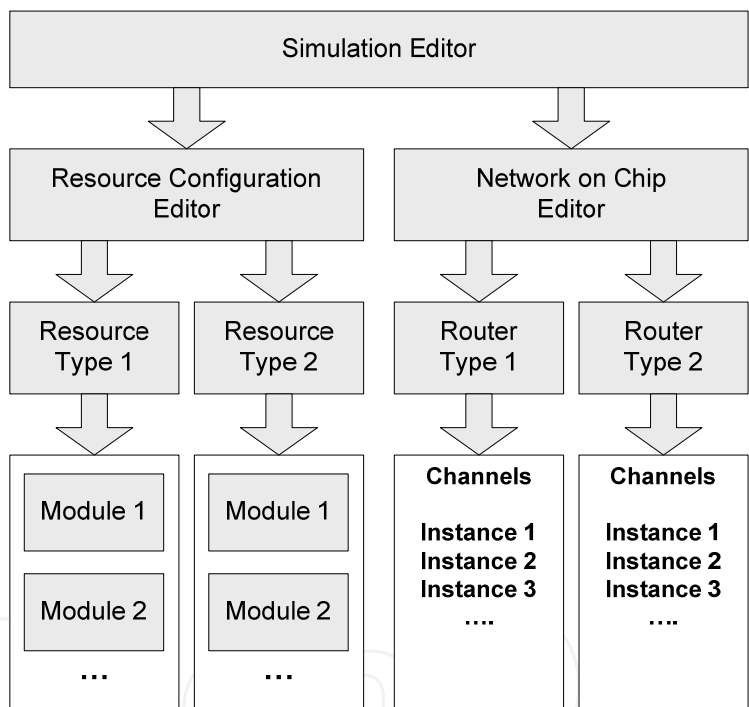 Simulation Editor
Resource Configuration
Editor
Network on Chip
Editor
Resource
Type 1
Resource
Type 2
Router
Type 1
Router
Type 2
Module 1
Module 2
...
Module 1
Module 2
...
Channels
Instance 1
Instance 2
Instance 3
....
Channels
Instance 1
Instance 2
Instance 3
....